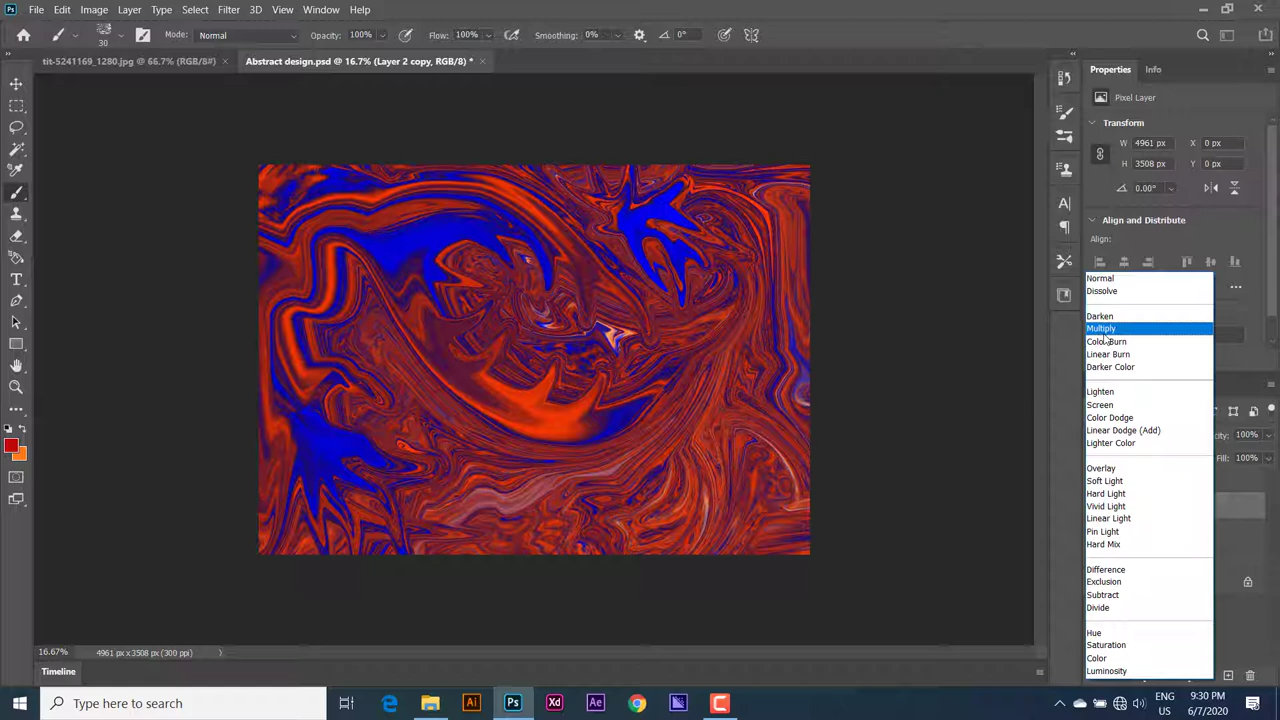 Ps File Edit Image Layer Type Select Filter 3D View Window Help
30 Mode: Normal Opacity: 100% Flow: 100% Smoothing: 0% 0°
tit-5241169_1280.jpg @ 66.7% (RGB/8#) × Abstract design.psd @ 16.7% (Layer 2 copy, RGB/8) * ×
Properties Info
Pixel Layer
Transform
W 4961 px X 0 px
H 3508 px Y 0 px
0.00°
Align and Distribute
Align:
Normal
Dissolve
Darken
Multiply
Color Burn
Linear Burn
Darker Color
Lighten
Screen
Color Dodge
Linear Dodge (Add)
Lighter Color
100%
Fill: 100%
Overlay
Soft Light
Hard Light
Vivid Light
Linear Light
Pin Light
Hard Mix
Difference
Exclusion
Subtract
Divide
Hue
Saturation
Color
Luminosity
16.67% 4961 px x 3508 px (300 ppi)
Timeline
Type here to search Ai Ps Xd Ae ENG 9:30 PM
US 6/7/2020